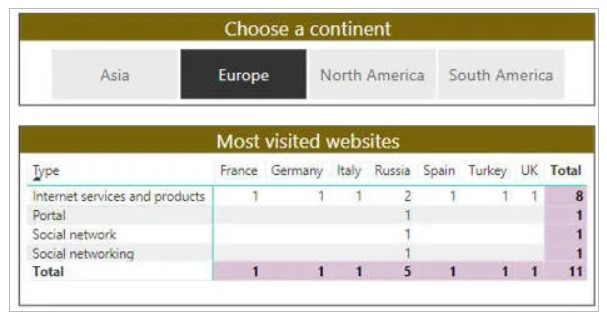 Choose a continent
Asia Europe North America South America
Most visited websites
Type France Germany Italy Russia Spain Turkey UK Total
Internet services and products 1 1 1 2 1 1 1 8
Portal 1 1
Social network 1 1
Social networking 1 1
Total 1 1 1 5 1 1 1 11